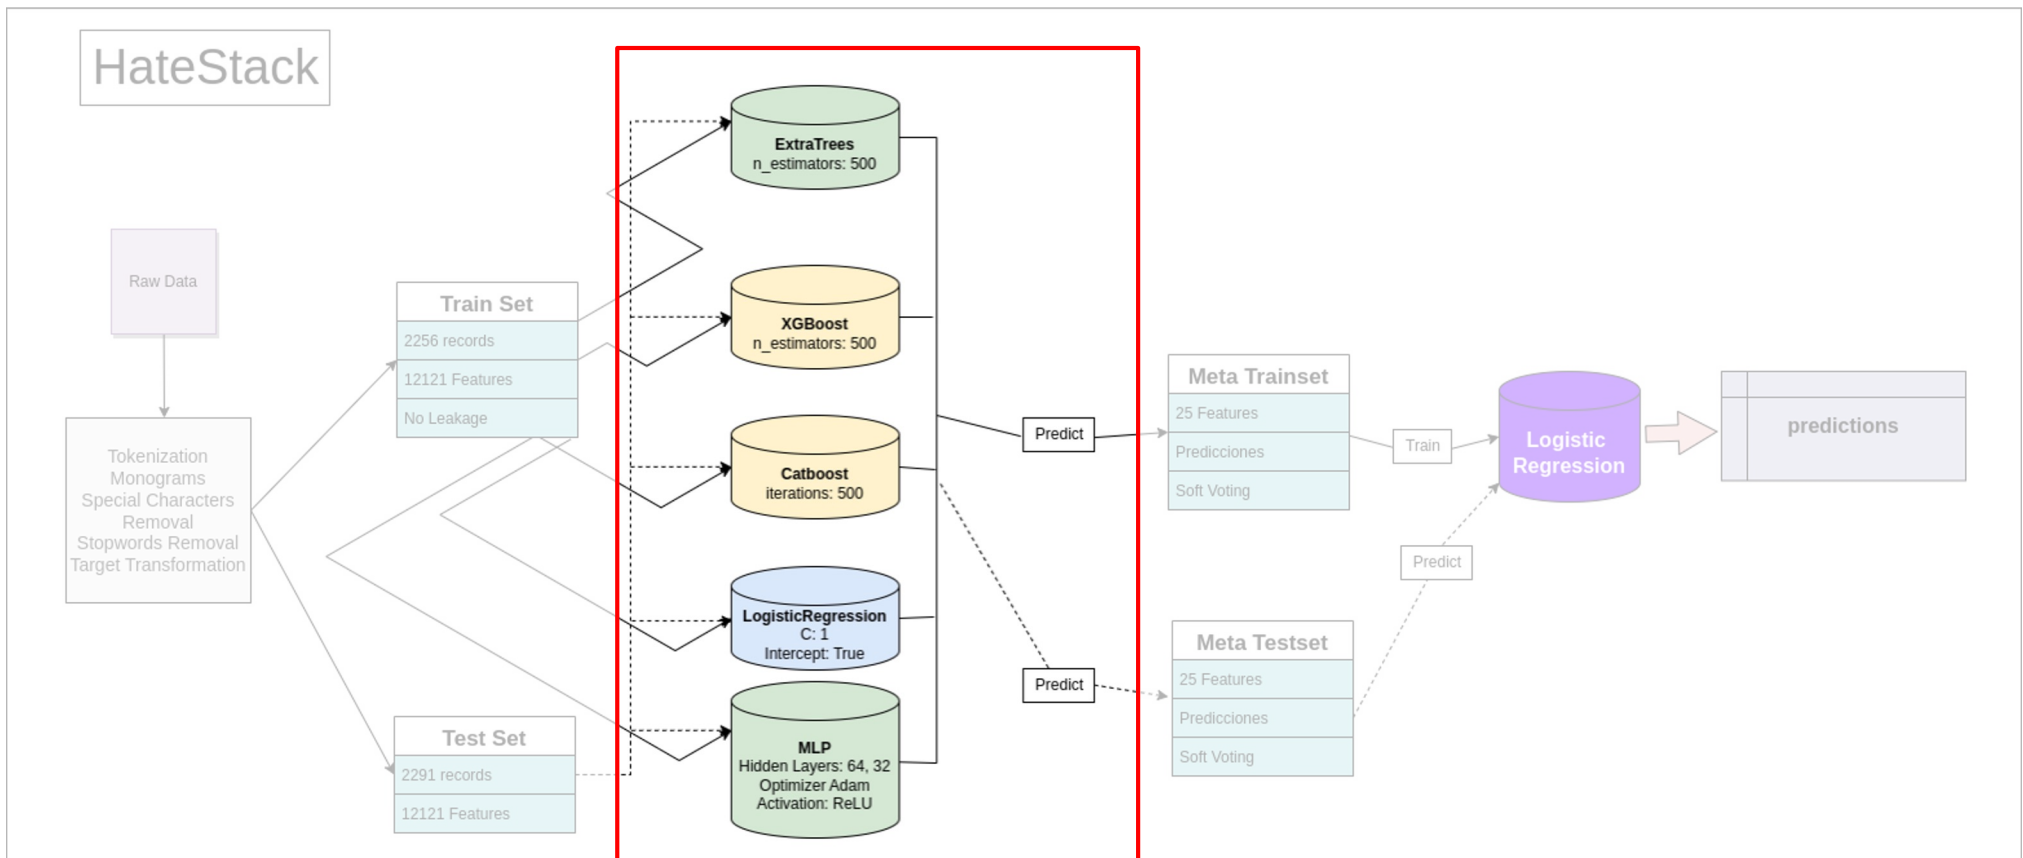 HateStack
Raw Data
Tokenization
Monograms
Special Characters
Removal
Stopwords Removal
Target Transformation
Train Set
2256 records
12121 Features
No Leakage
Test Set
2291 records
12121 Features
ExtraTrees
n_estimators: 500
XGBoost
n_estimators: 500
Catboost
iterations: 500
LogisticRegression
C: 1
Intercept: True
MLP
Hidden Layers: 64, 32
Optimizer Adam
Activation: ReLU
Predict
Predict
Meta Trainset
25 Features
Predicciones
Soft Voting
Meta Testset
25 Features
Predicciones
Soft Voting
Train
Predict
Logistic
Regression
predictions